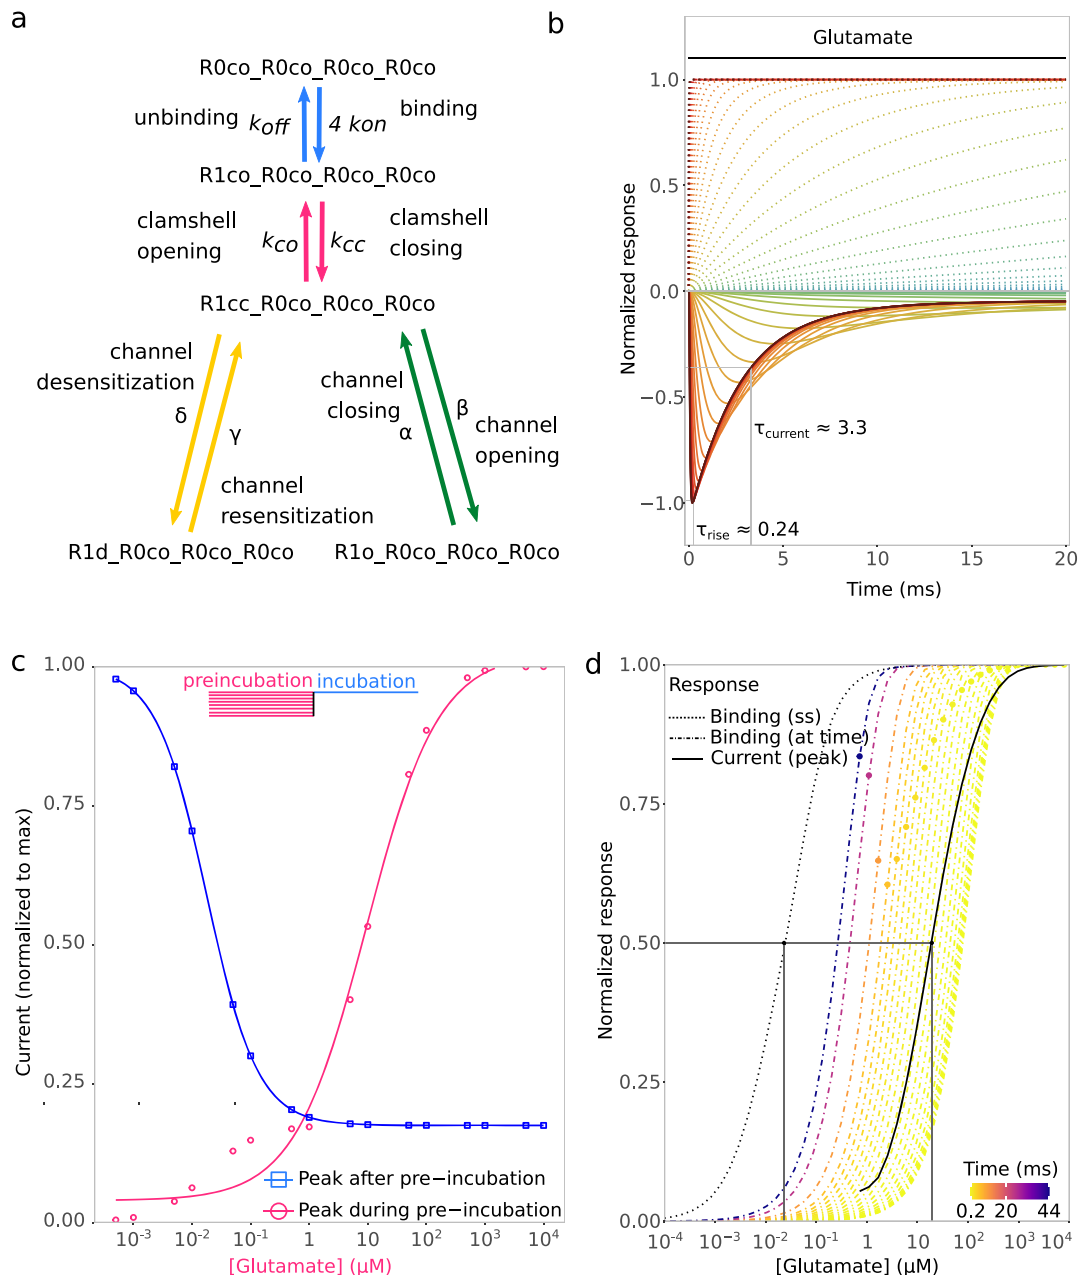 a
R0co_R0co_R0co_R0co
unbinding
koff
4 kon
binding
R1co_R0co_R0co_R0co
clamshell
opening
kco
kcc
clamshell
closing
R1cc_R0co_R0co_R0co
channel
desensitization
δ
γ
channel
resensitization
channel
closing
α
β
channel
opening
R1d_R0co_R0co_R0co
R1o_R0co_R0co_R0co
b
Glutamate
Normalized response
1.0
0.5
0.0
−0.5
−1.0
τcurrent ≈ 3.3
τrise ≈ 0.24
0
5
10
15
20
Time (ms)
c
Current (normalized to max)
1.00
0.75
0.50
0.25
0.00
preincubation
incubation
Peak after pre−incubation
Peak during pre−incubation
10⁻³
10⁻²
10⁻¹
1
10
10²
10³
10⁴
[Glutamate] (μM)
d
Normalized response
1.00
0.75
0.50
0.25
0.00
Response
Binding (ss)
Binding (at time)
Current (peak)
Time (ms)
0.2
20
44
10⁻⁴
10⁻³
10⁻²
10⁻¹
1
10
10²
10³
10⁴
[Glutamate] (μM)